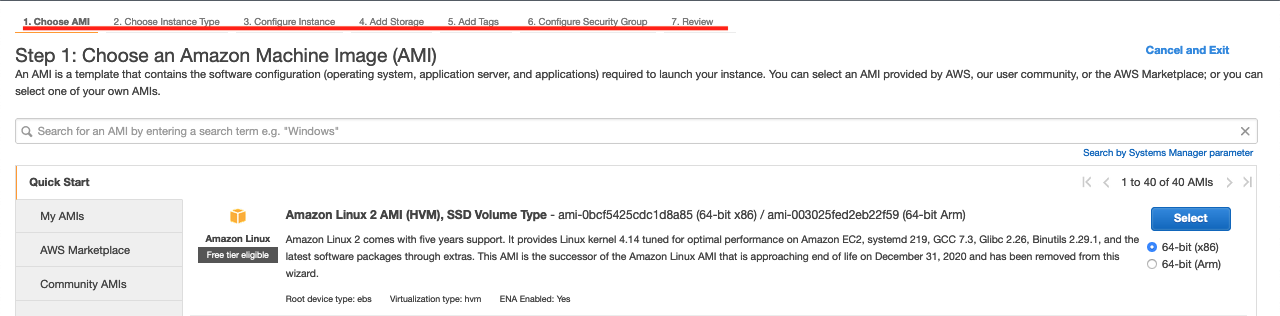 1. Choose AMI 2. Choose Instance Type 3. Configure Instance 4. Add Storage 5. Add Tags 6. Configure Security Group 7. Review
Step 1: Choose an Amazon Machine Image (AMI)
Cancel and Exit
An AMI is a template that contains the software configuration (operating system, application server, and applications) required to launch your instance. You can select an AMI provided by AWS, our user community, or the AWS Marketplace; or you can
select one of your own AMIs.
Search for an AMI by entering a search term e.g. "Windows"
Search by Systems Manager parameter
Quick Start
1 to 40 of 40 AMIs
My AMIs
AWS Marketplace
Community AMIs
Amazon Linux
Free tier eligible
Amazon Linux 2 AMI (HVM), SSD Volume Type - ami-0bcf5425cdc1d8a85 (64-bit x86) / ami-003025fed2eb22f59 (64-bit Arm)
Amazon Linux 2 comes with five years support. It provides Linux kernel 4.14 tuned for optimal performance on Amazon EC2, systemd 219, GCC 7.3, Glibc 2.26, Binutils 2.29.1, and the
latest software packages through extras. This AMI is the successor of the Amazon Linux AMI that is approaching end of life on December 31, 2020 and has been removed from this
wizard.
Root device type: ebs Virtualization type: hvm ENA Enabled: Yes
Select
64-bit (x86)
64-bit (Arm)